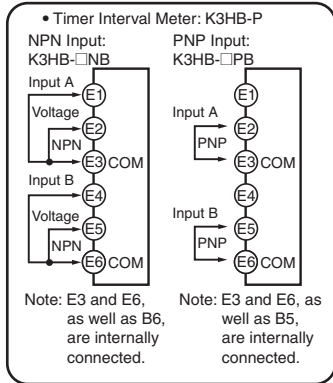 • Timer Interval Meter: K3HB-P
NPN Input:
K3HB-□NB
Input A
Voltage
NPN
Input B
Voltage
NPN
E1
E2
E3 COM
E4
E5
E6 COM
Note: E3 and E6,
as well as B6,
are internally
connected.
PNP Input:
K3HB-□PB
Input A
PNP
Input B
PNP
E1
E2
E3 COM
E4
E5
E6 COM
Note: E3 and E6, as
well as B5,
are internally
connected.